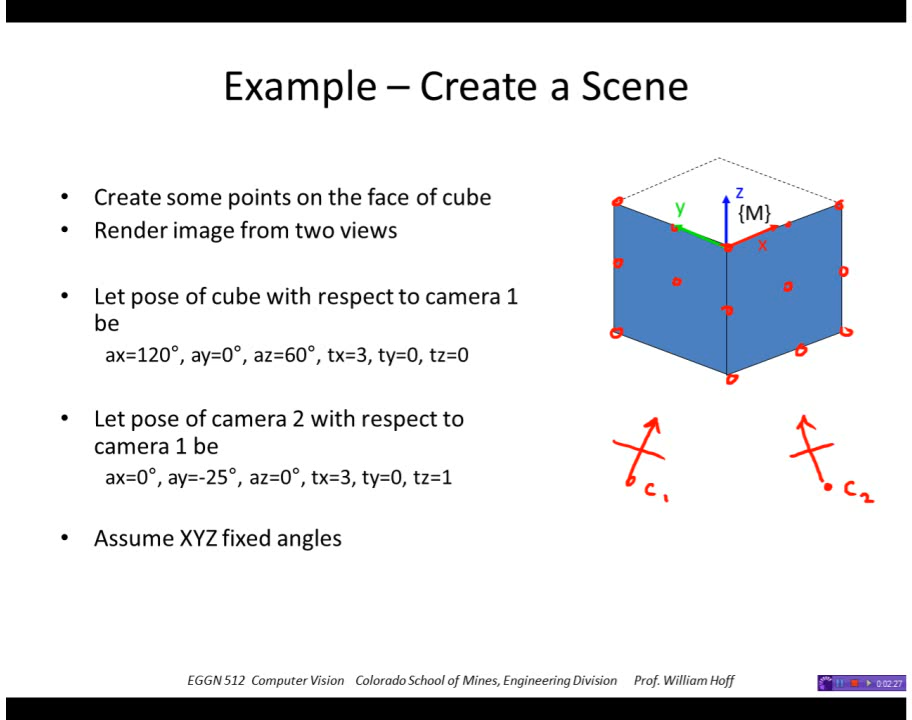 Example – Create a Scene
• Create some points on the face of cube
• Render image from two views
• Let pose of cube with respect to camera 1
be
ax=120°, ay=0°, az=60°, tx=3, ty=0, tz=0
• Let pose of camera 2 with respect to
camera 1 be
ax=0°, ay=-25°, az=0°, tx=3, ty=0, tz=1
• Assume XYZ fixed angles
z
y
{M}
x
C1
C2
EGGN 512 Computer Vision Colorado School of Mines, Engineering Division Prof. William Hoff
0:02:27